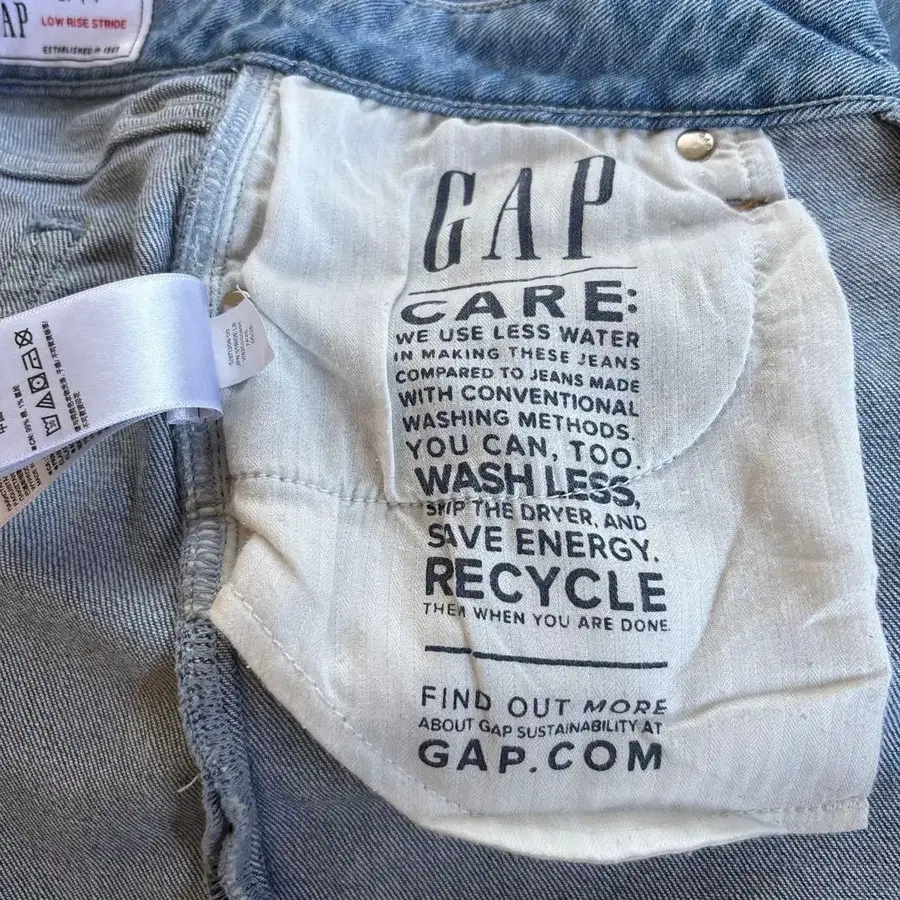 AP
LOW RISE STRIDE
ESTABLISHED IN 1969
GAP
CARE:
WE USE LESS WATER
IN MAKING THESE JEANS
COMPARED TO JEANS MADE
WITH CONVENTIONAL
WASHING METHODS.
YOU CAN, TOO.
WASH LESS,
SKIP THE DRYER, AND
SAVE ENERGY.
RECYCLE
THEM WHEN YOU ARE DONE.
FIND OUT MORE
ABOUT GAP SUSTAINABILITY AT
GAP.COM